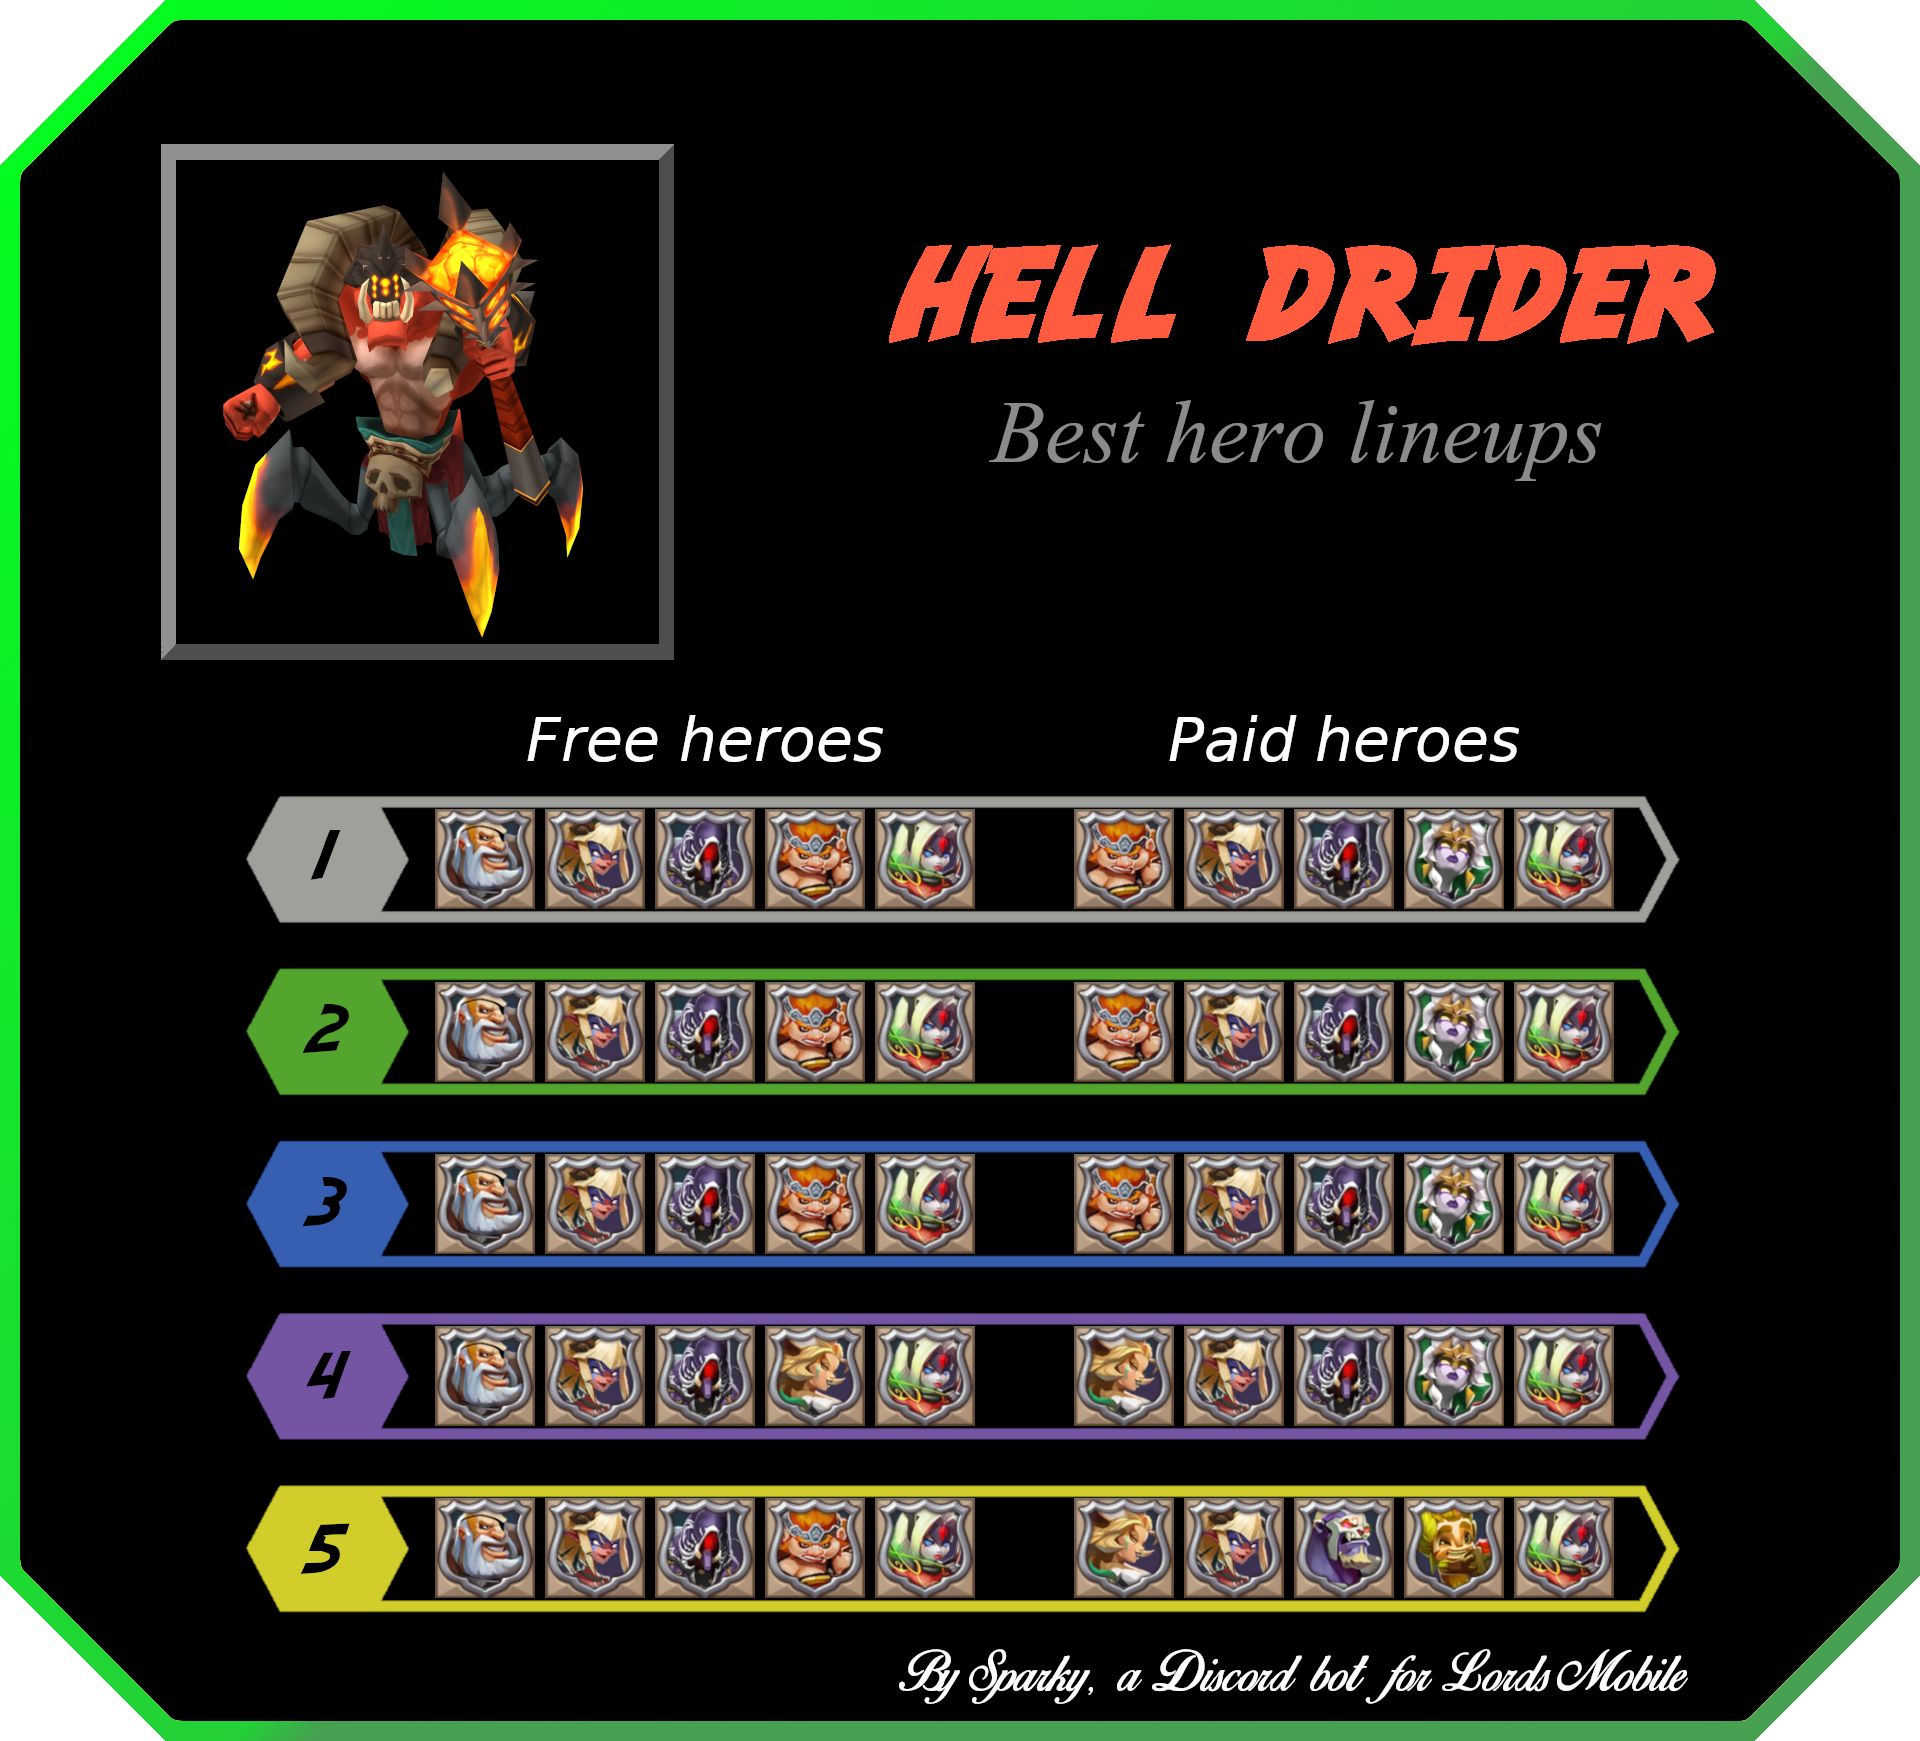 HELL DRIDER
Best hero lineups
Free heroes
Paid heroes
1
2
3
4
5
By Sparky, a Discord bot for Lords Mobile